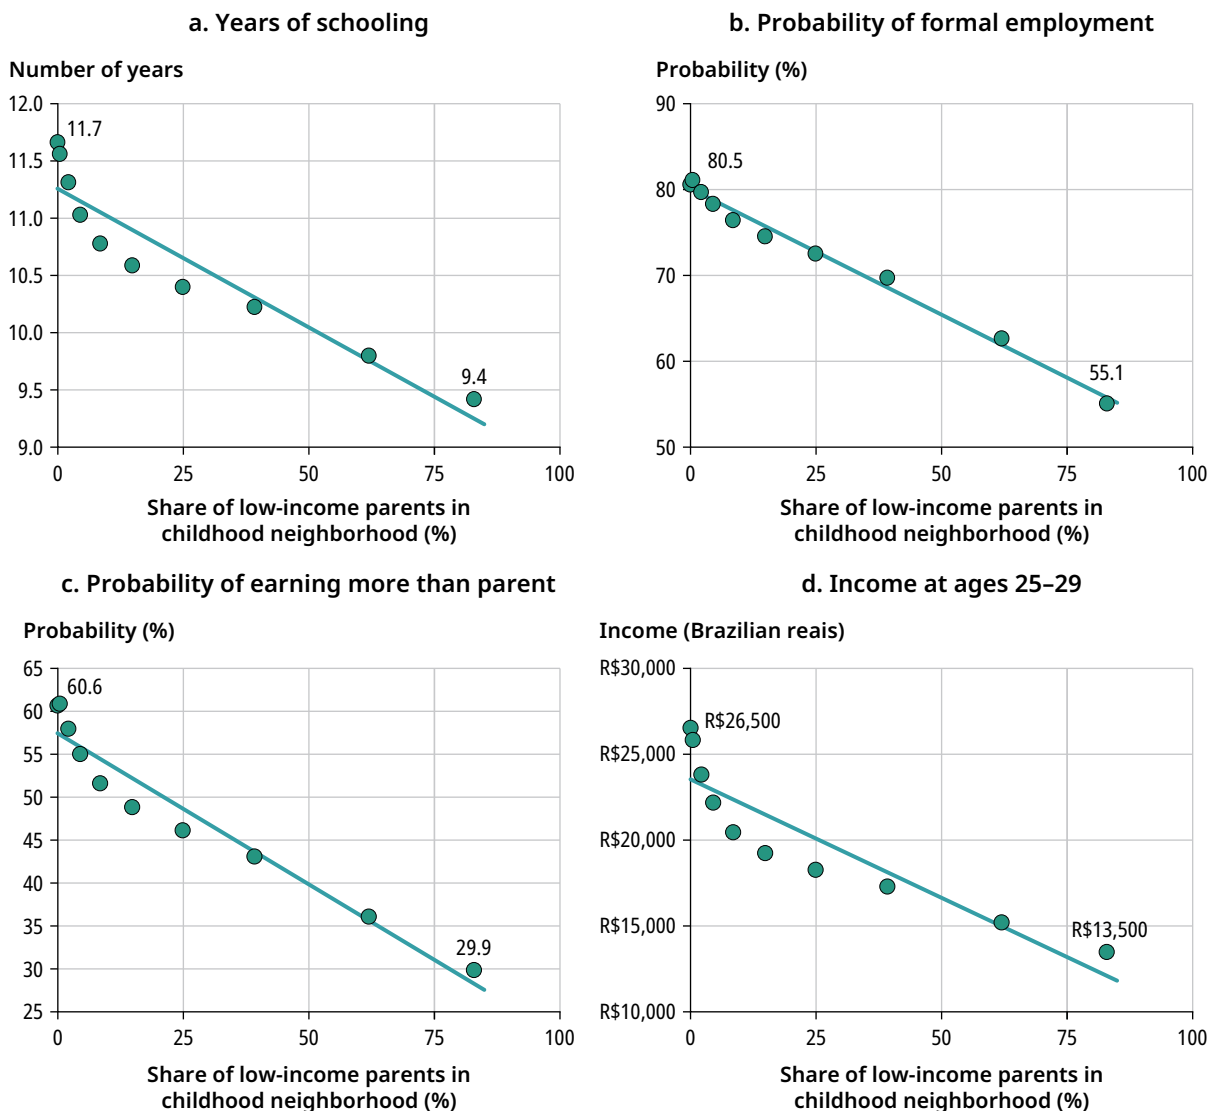 a. Years of schooling
Number of years
12.0
11.5
11.0
10.5
10.0
9.5
9.0
11.7
9.4
0 25 50 75 100
Share of low-income parents in
childhood neighborhood (%)
b. Probability of formal employment
Probability (%)
90
80
70
60
50
80.5
55.1
0 25 50 75 100
Share of low-income parents in
childhood neighborhood (%)
c. Probability of earning more than parent
Probability (%)
65
60
55
50
45
40
35
30
25
60.6
29.9
0 25 50 75 100
Share of low-income parents in
childhood neighborhood (%)
d. Income at ages 25–29
Income (Brazilian reais)
R$30,000
R$25,000
R$20,000
R$15,000
R$10,000
R$26,500
R$13,500
0 25 50 75 100
Share of low-income parents in
childhood neighborhood (%)